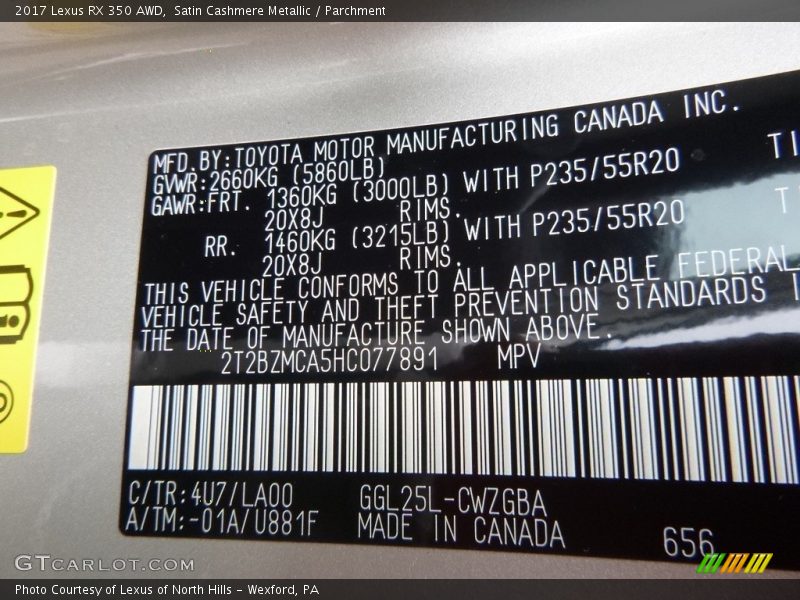 2017 Lexus RX 350 AWD, Satin Cashmere Metallic / Parchment
MFD.BY:TOYOTA MOTOR MANUFACTURING CANADA INC.
GVWR:2660KG (5860LB)
GAWR:FRT. 1360KG (3000LB) WITH P235/55R20 TI
20X8J RIMS.
RR. 1460KG (3215LB) WITH P235/55R20 T
20X8J RIMS.
THIS VEHICLE CONFORMS TO ALL APPLICABLE FEDERAL
VEHICLE SAFETY AND THEFT PREVENTION STANDARDS I
THE DATE OF MANUFACTURE SHOWN ABOVE.
2T2BZMCA5HC077891 MPV
C/TR:4U7/LA00 GGL25L-CWZGBA
A/TM:-01A/U881F MADE IN CANADA 656
GTCARLOT.COM
Photo Courtesy of Lexus of North Hills - Wexford, PA